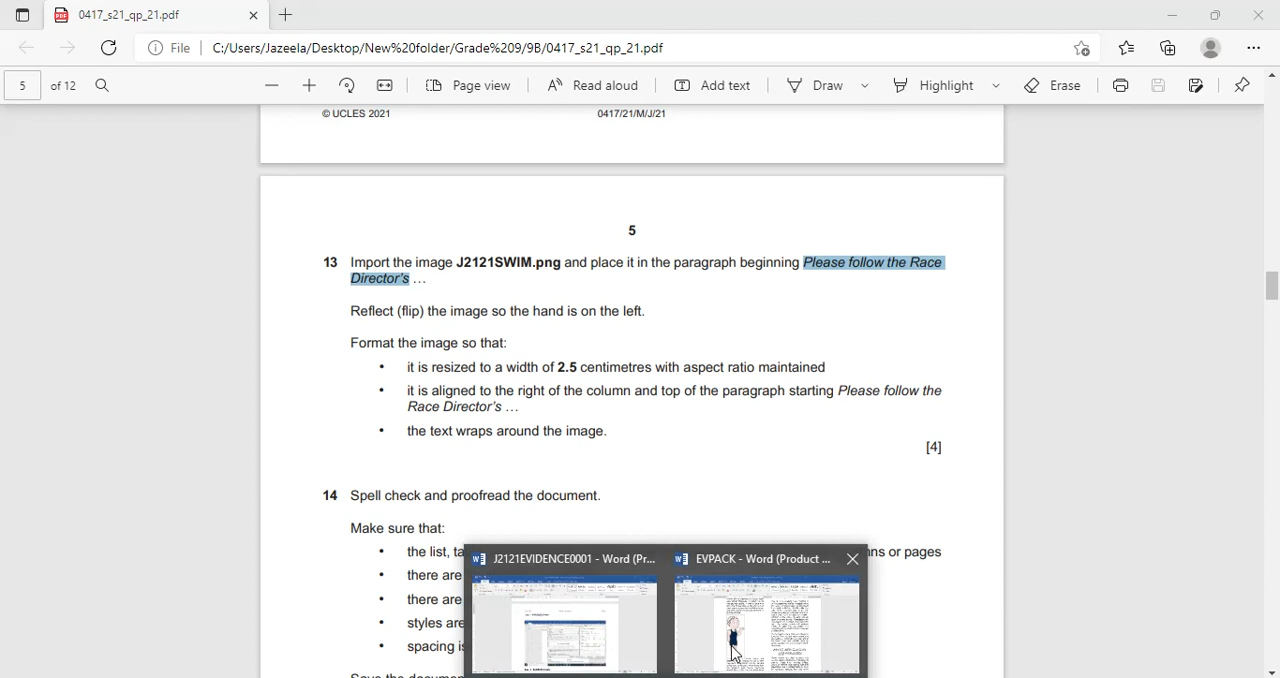 0417_s21_qp_21.pdf
File C:/Users/Jazeela/Desktop/New%20folder/Grade%209/9B/0417_s21_qp_21.pdf
5 of 12 Page view Read aloud Add text Draw Highlight Erase
© UCLES 2021 0417/21/M/J/21
5
13 Import the image J2121SWIM.png and place it in the paragraph beginning Please follow the Race
Director's ...
Reflect (flip) the image so the hand is on the left.
Format the image so that:
• it is resized to a width of 2.5 centimetres with aspect ratio maintained
• it is aligned to the right of the column and top of the paragraph starting Please follow the
Race Director's ...
• the text wraps around the image.
[4]
14 Spell check and proofread the document.
Make sure that:
• the list, ta
ns or pages
• there are
• there are
• styles are
• spacing is
J2121EVIDENCE0001 - Word (Pr... EVPACK - Word (Product ...